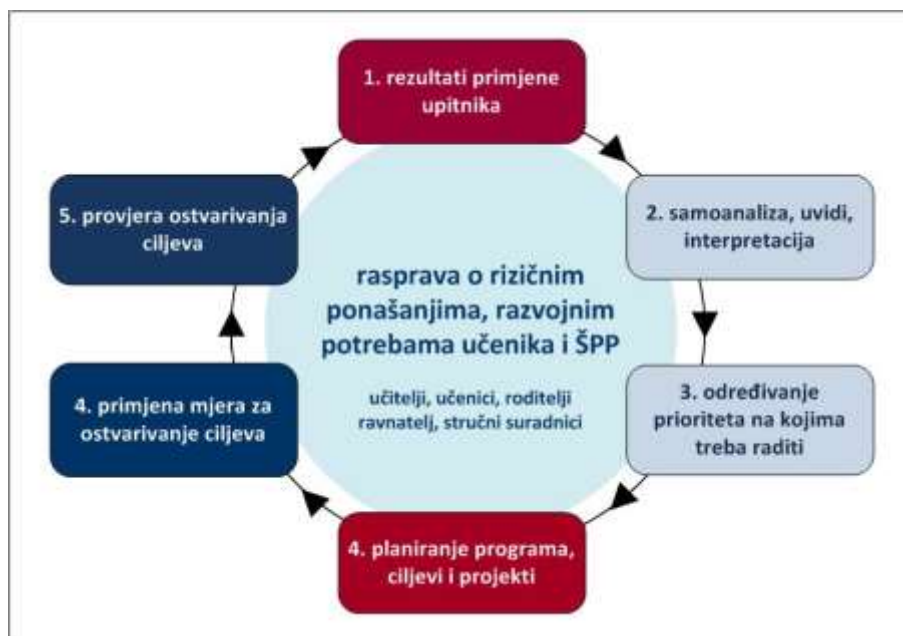 1. rezultati primjene
upitnika
2. samoanaliza, uvidi,
interpretacija
3. određivanje
prioriteta na kojima
treba raditi
4. planiranje programa,
ciljevi i projekti
4. primjena mjera za
ostvarivanje ciljeva
5. provjera ostvarivanja
ciljeva
rasprava o rizičnim
ponašanjima, razvojnim
potrebama učenika i ŠPP
učitelji, učenici, roditelji
ravnatelj, stručni suradnici